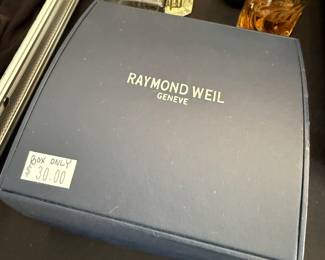 RAYMOND WEIL
GENEVE
BOX ONLY
$30.00